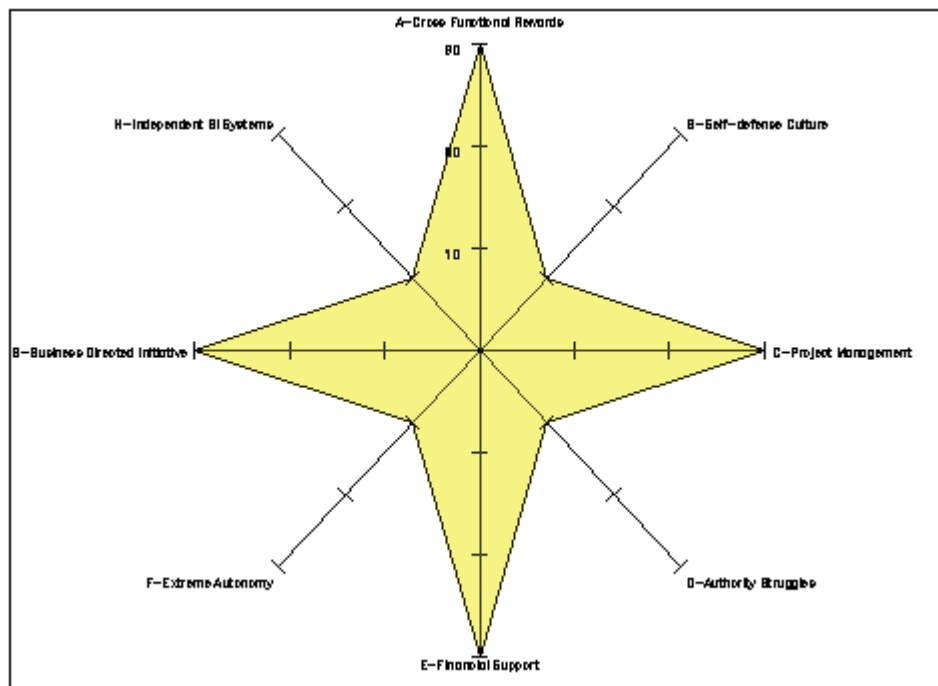 A-Cross Functional Rewards
H-Independent BI Systems
B-Self-defense Culture
10
B-Business Directed Initiative
C-Project Management
F-Extreme Autonomy
D-Authority Struggles
E-Financial Support